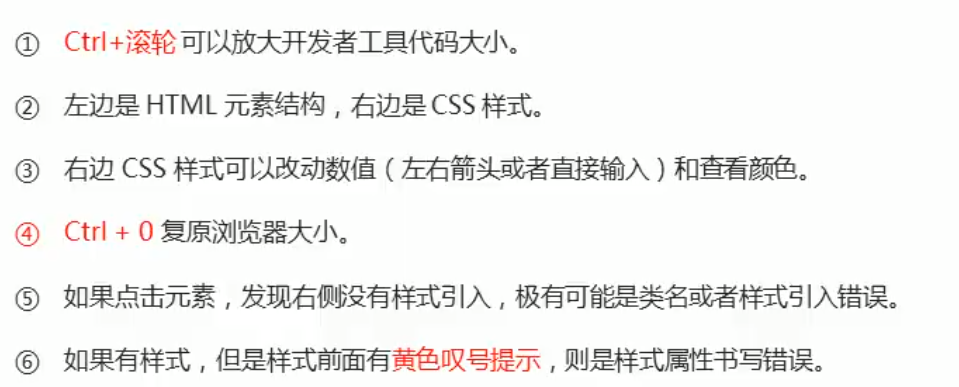 ① Ctrl+滚轮 可以放大开发者工具代码大小。
② 左边是 HTML 元素结构，右边是 CSS 样式。
③ 右边 CSS 样式可以改动数值（左右箭头或者直接输入）和查看颜色。
④ Ctrl + 0 复原浏览器大小。
⑤ 如果点击元素，发现右侧没有样式引入，极有可能是类名或者样式引入错误。
⑥ 如果有样式，但是样式前面有黄色叹号提示，则是样式属性书写错误。